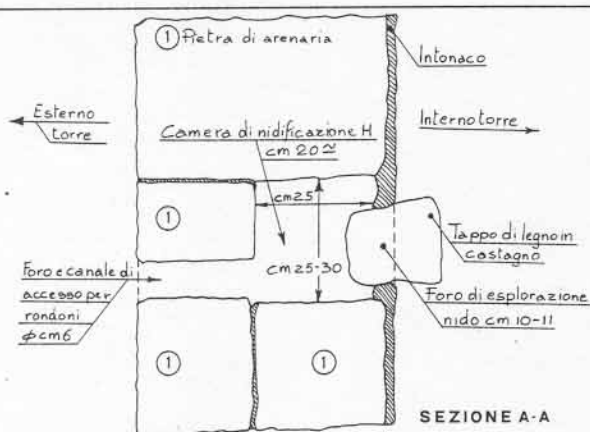 1 Pietra di arenaria
Intonaco
Esterno
torre
Interno torre
Camera di nidificazione H
cm 20 ≃
cm 25
1
Tappo di legno in
castagno
Foro e canale di
accesso per
rondoni
φ cm 6
cm 25-30
Foro di esplorazione
nido cm 10-11
1
1
SEZIONE A-A